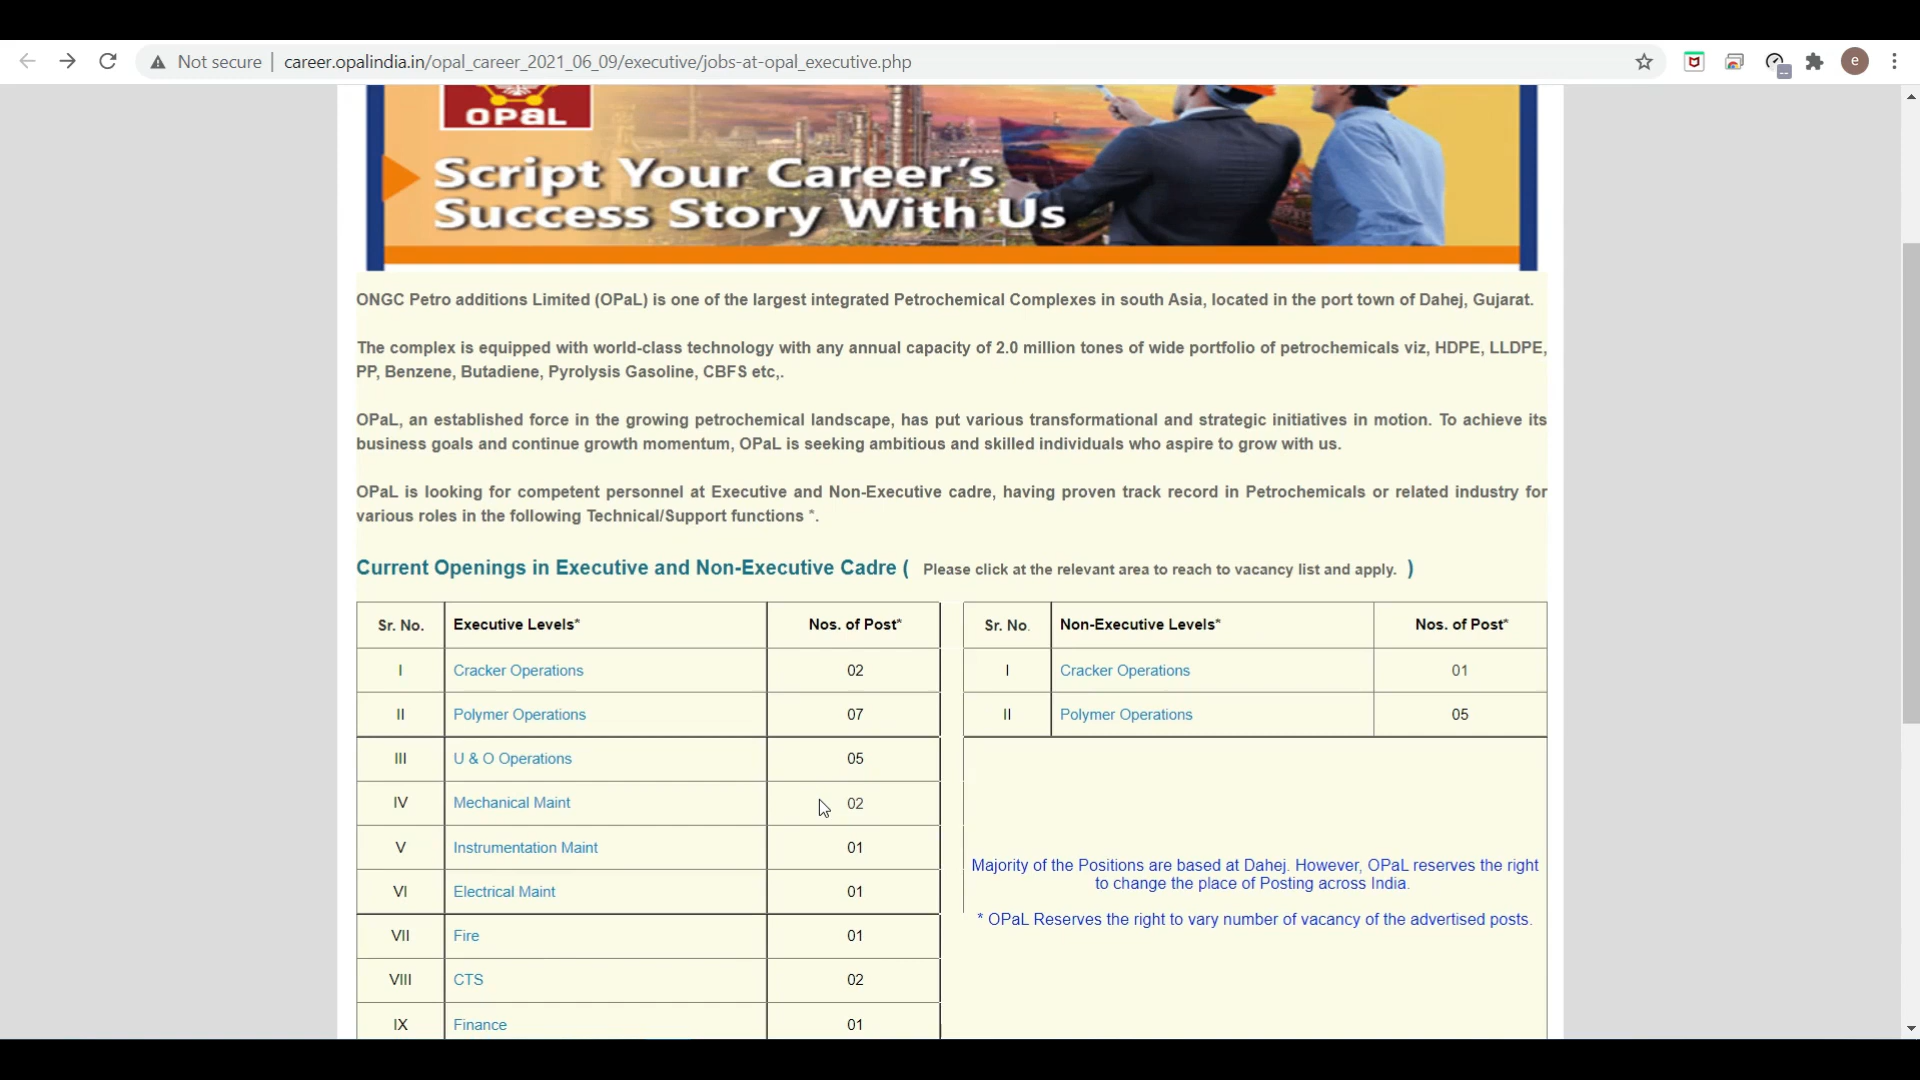 Not secure
career.opalindia.in/opal_career_2021_06_09/executive/jobs-at-opal_executive.php
e
OPaL
Script Your Career's
Success Story With Us
ONGC Petro additions Limited (OPaL) is one of the largest integrated Petrochemical Complexes in south Asia, located in the port town of Dahej, Gujarat.
The complex is equipped with world-class technology with any annual capacity of 2.0 million tones of wide portfolio of petrochemicals viz, HDPE, LLDPE,
PP, Benzene, Butadiene, Pyrolysis Gasoline, CBFS etc,.
OPaL, an established force in the growing petrochemical landscape, has put various transformational and strategic initiatives in motion. To achieve its
business goals and continue growth momentum, OPaL is seeking ambitious and skilled individuals who aspire to grow with us.
OPaL is looking for competent personnel at Executive and Non-Executive cadre, having proven track record in Petrochemicals or related industry for
various roles in the following Technical/Support functions *.
Current Openings in Executive and Non-Executive Cadre ( Please click at the relevant area to reach to vacancy list and apply. )
Sr. No. Executive Levels* Nos. of Post*
I Cracker Operations 02
II Polymer Operations 07
III U & O Operations 05
IV Mechanical Maint 02
V Instrumentation Maint 01
VI Electrical Maint 01
VII Fire 01
VIII CTS 02
IX Finance 01
Sr. No. Non-Executive Levels* Nos. of Post*
I Cracker Operations 01
II Polymer Operations 05
Majority of the Positions are based at Dahej. However, OPaL reserves the right
to change the place of Posting across India.
* OPaL Reserves the right to vary number of vacancy of the advertised posts.